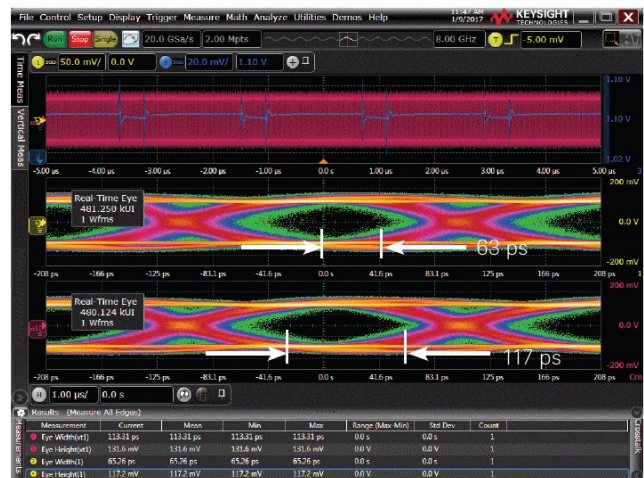 11:47 AM
1/9/2017
File Control Setup Display Trigger Measure Math Analyze Utilities Demos Help
KEYSIGHT
TECHNOLOGIES
Run Stop Single 20.0 GSa/s 2.00 Mpts 8.00 GHz T -5.00 mV
1 50.0 mV/ 0.0 V 3 20.0 mV/ 1.10 V
Time Meas
Vertical Meas
1.18 V
1.10 V
1.02 V
-5.00 µs -4.00 µs -3.00 µs -2.00 µs -1.00 µs 0.0 s 1.00 µs 2.00 µs 3.00 µs 4.00 µs 5.00 µs 3
200 mV
Real-Time Eye
481.250 kUI
1 Wfms
0.0 V
63 ps
-200 mV
-208 ps -166 ps -125 ps -83.1 ps -41.6 ps 0.0 s 41.6 ps 83.1 ps 125 ps 166 ps 208 ps 1
200 mV
Real-Time Eye
480.124 kUI
1 Wfms
0.0 V
117 ps
-200 mV
-208 ps -166 ps -125 ps -83.1 ps -41.6 ps 0.0 s 41.6 ps 83.1 ps 125 ps 166 ps 208 ps Cro
H 1.00 µs/ 0.0 s
Results (Measure All Edges)
Measurements
Crosstalk
Measurement Current Mean Min Max Range (Max-Min) Std Dev Count
Eye Width(xt1) 113.31 ps 113.31 ps 113.31 ps 113.31 ps 0.0 s 0.0 s 1
Eye Height(xt1) 131.6 mV 131.6 mV 131.6 mV 131.6 mV 0.0 V 0.0 V 1
Eye Width(1) 65.26 ps 65.26 ps 65.26 ps 65.26 ps 0.0 s 0.0 s 1
Eye Height(1) 117.2 mV 117.2 mV 117.2 mV 117.2 mV 0.0 V 0.0 V 1